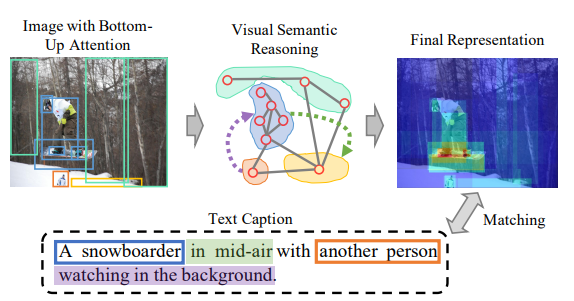 Image with Bottom-
Up Attention
Visual Semantic
Reasoning
Final Representation
Matching
Text Caption
A snowboarder in mid-air with another person
watching in the background.